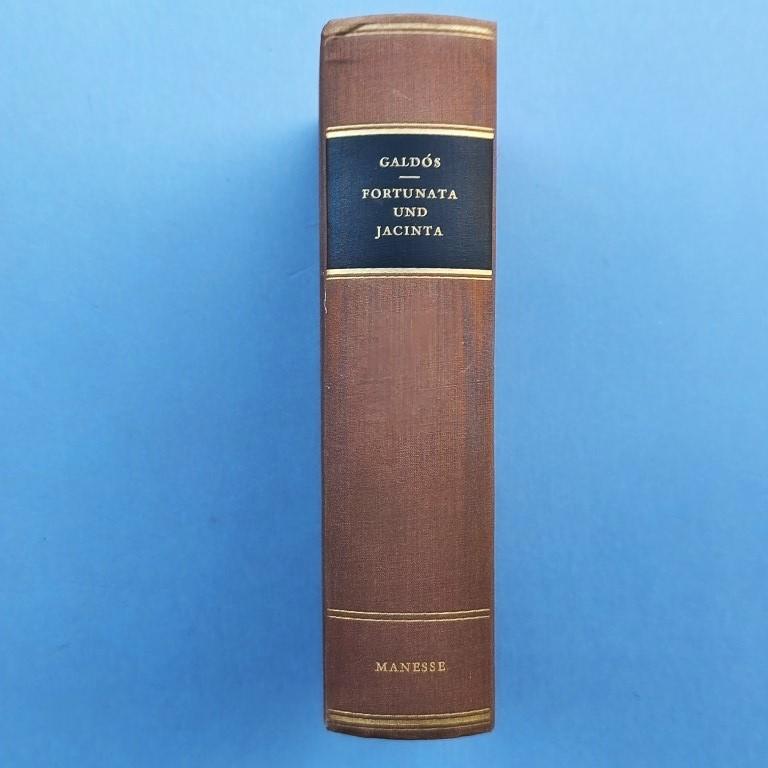 GALDÓS
FORTUNATA
UND
JACINTA
MANESSE